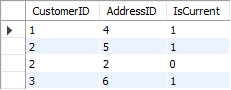 CustomerID AddressID IsCurrent
1 4 1
2 5 1
2 2 0
3 6 1